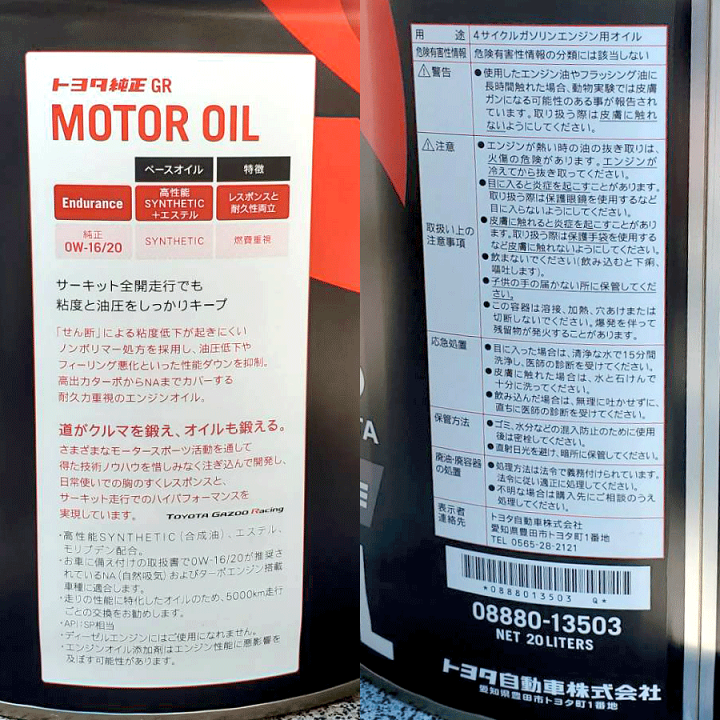 トヨタ純正 GR
MOTOR OIL
ベースオイル 特徴
Endurance 高性能 SYNTHETIC +エステル レスポンスと 耐久性両立
純正 0W-16/20 SYNTHETIC 燃費重視
サーキット全開走行でも
粘度と油圧をしっかりキープ
「せん断」による粘度低下が起きにくい
ノンポリマー処方を採用し、油圧低下や
フィーリング悪化といった性能ダウンを抑制。
高出力ターボからNAまでカバーする
耐久力重視のエンジンオイル。
道がクルマを鍛え、オイルも鍛える。
さまざまなモータースポーツ活動を通して
得た技術ノウハウを惜しみなく注ぎ込んで開発し、
日常使いでの胸のすくレスポンスと、
サーキット走行でのハイパフォーマンスを
実現しています。 TOYOTA GAZOO Racing
・高性能SYNTHETIC(合成油)、エステル、
モリブデン配合。
・お車に備え付けの取扱書で0W-16/20が推奨さ
れているNA(自然吸気)およびターボエンジン搭載
車種に適合します。
・走りの性能に特化したオイルのため、5000km走行
ごとの交換をお勧めします。
・API:SP相当
・ディーゼルエンジンにはご使用になれません。
・エンジンオイル添加剤はエンジン性能に悪影響を
及ぼす可能性があります。
用途 4サイクルガソリンエンジン用オイル
危険有害性情報 危険有害性情報の分類には該当しない
⚠警告 ●使用したエンジン油やフラッシング油に
長時間触れた場合、動物実験では皮膚
ガンになる可能性のある事が報告され
ています。取り扱う際は皮膚に触れ
ないようにしてください。
⚠注意 ●エンジンが熱い時の油の抜き取りは、
火傷の危険があります。エンジンが
冷えてから抜き取ってください。
●目に入ると炎症を起こすことがあります。
取り扱う際は保護眼鏡を使用するなど
目に入らないようにしてください。
●皮膚に触れると炎症を起こすことがあり
取扱い上の ます。取り扱う際は保護手袋を使用する
注意事項 など皮膚に触れないようにしてください。
●飲まないでください(飲み込むと下痢、
嘔吐します)。
●子供の手の届かない所に保管してくだ
さい。
●この容器は溶接、加熱、穴あけまたは
切断しないでください。爆発を伴って
残留物が発火することがあります。
応急処置 ●目に入った場合は、清浄な水で15分間
洗浄し、医師の診断を受けてください。
●皮膚に触れた場合は、水と石けんで
十分に洗ってください。
●飲み込んだ場合は、無理に吐かせずに、
直ちに医師の診断を受けてください。
保管方法 ●ゴミ、水分などの混入防止のために使用
後は密栓してください。
●直射日光を避け、暗所に保管してください。
廃油・廃容器 ●処理方法は法令で義務付けられています。
の処置 法令に従い適正に処理してください。
●不明な場合は購入先にご相談のうえ
処理してください。
表示者 トヨタ自動車株式会社
連絡先 愛知県豊田市トヨタ町1番地
TEL 0565-28-2121
TA
E
L
*0888013503 Q*
08880-13503
NET 20 LITERS
トヨタ自動車株式会社
愛知県豊田市トヨタ町1番地